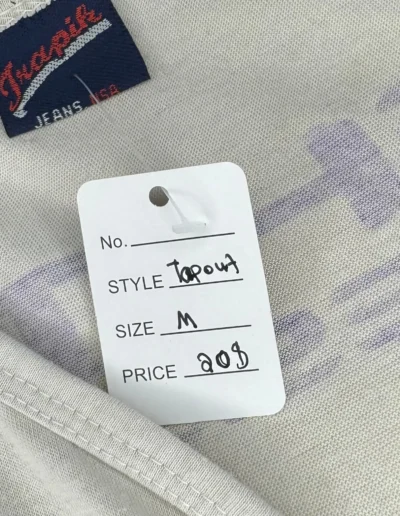 Trapik
JEANS USA
No.
STYLE Tapout
SIZE M
PRICE 20$